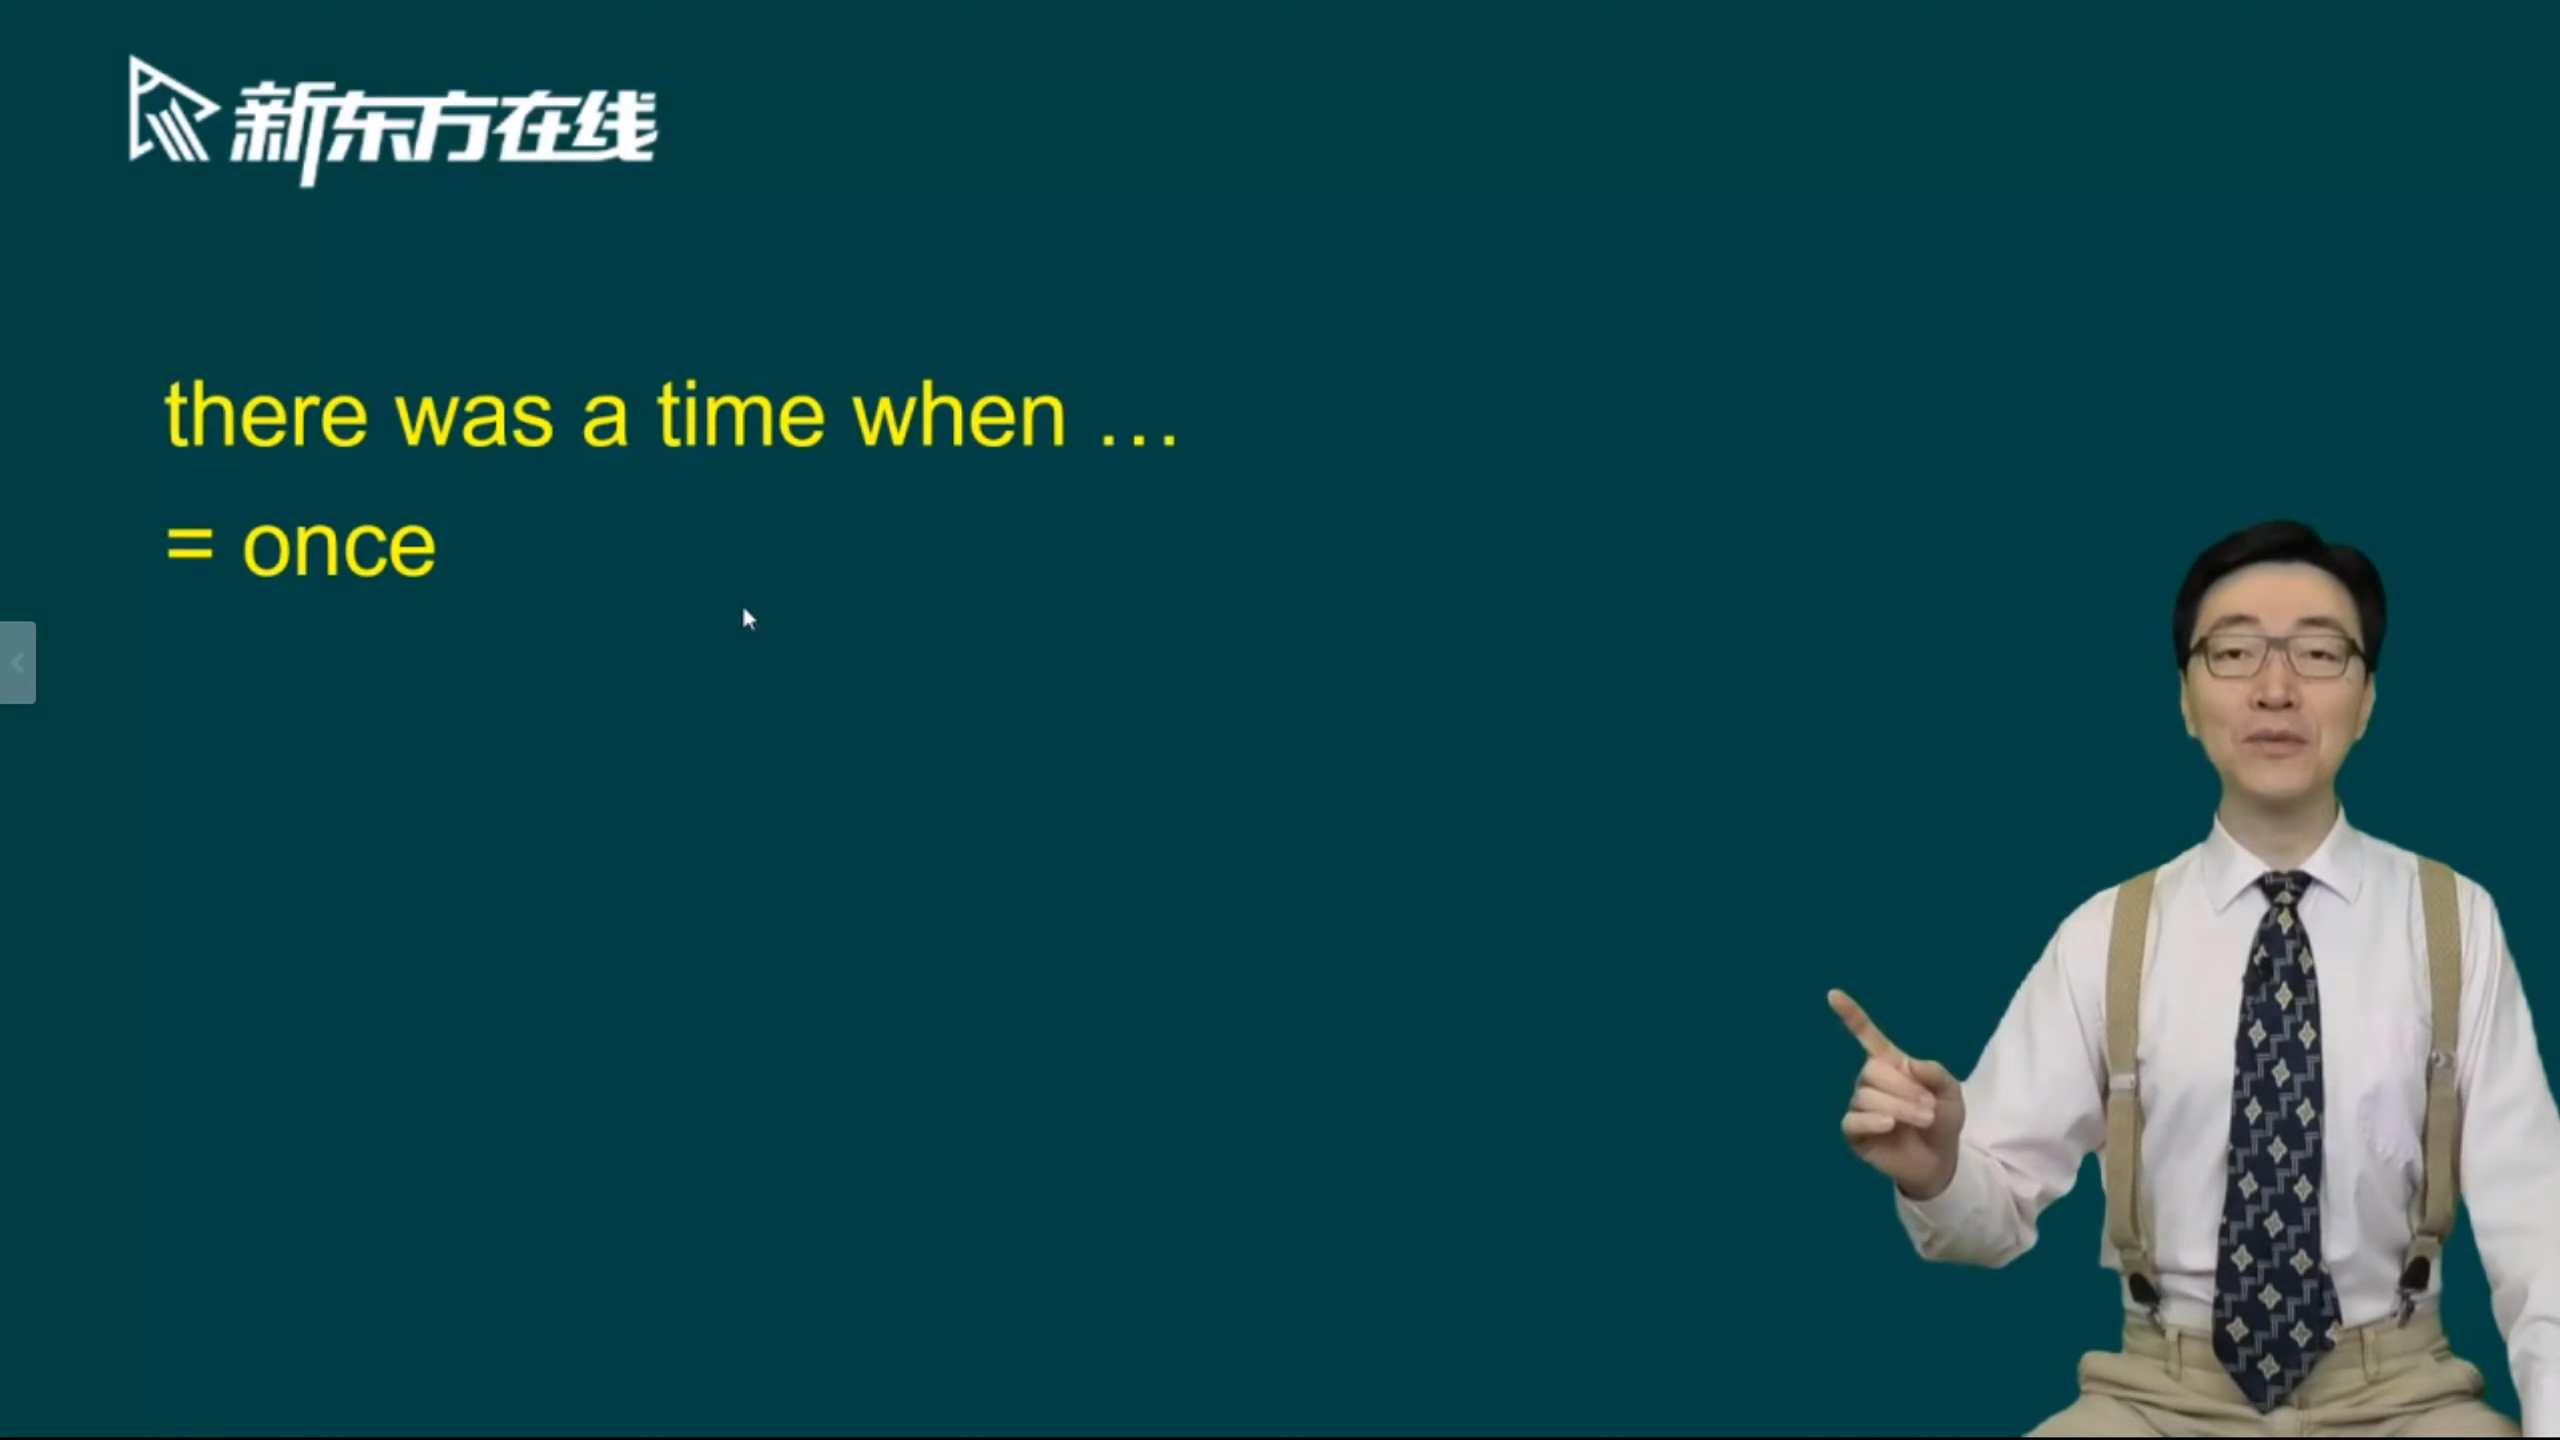 新东方在线
there was a time when …
= once